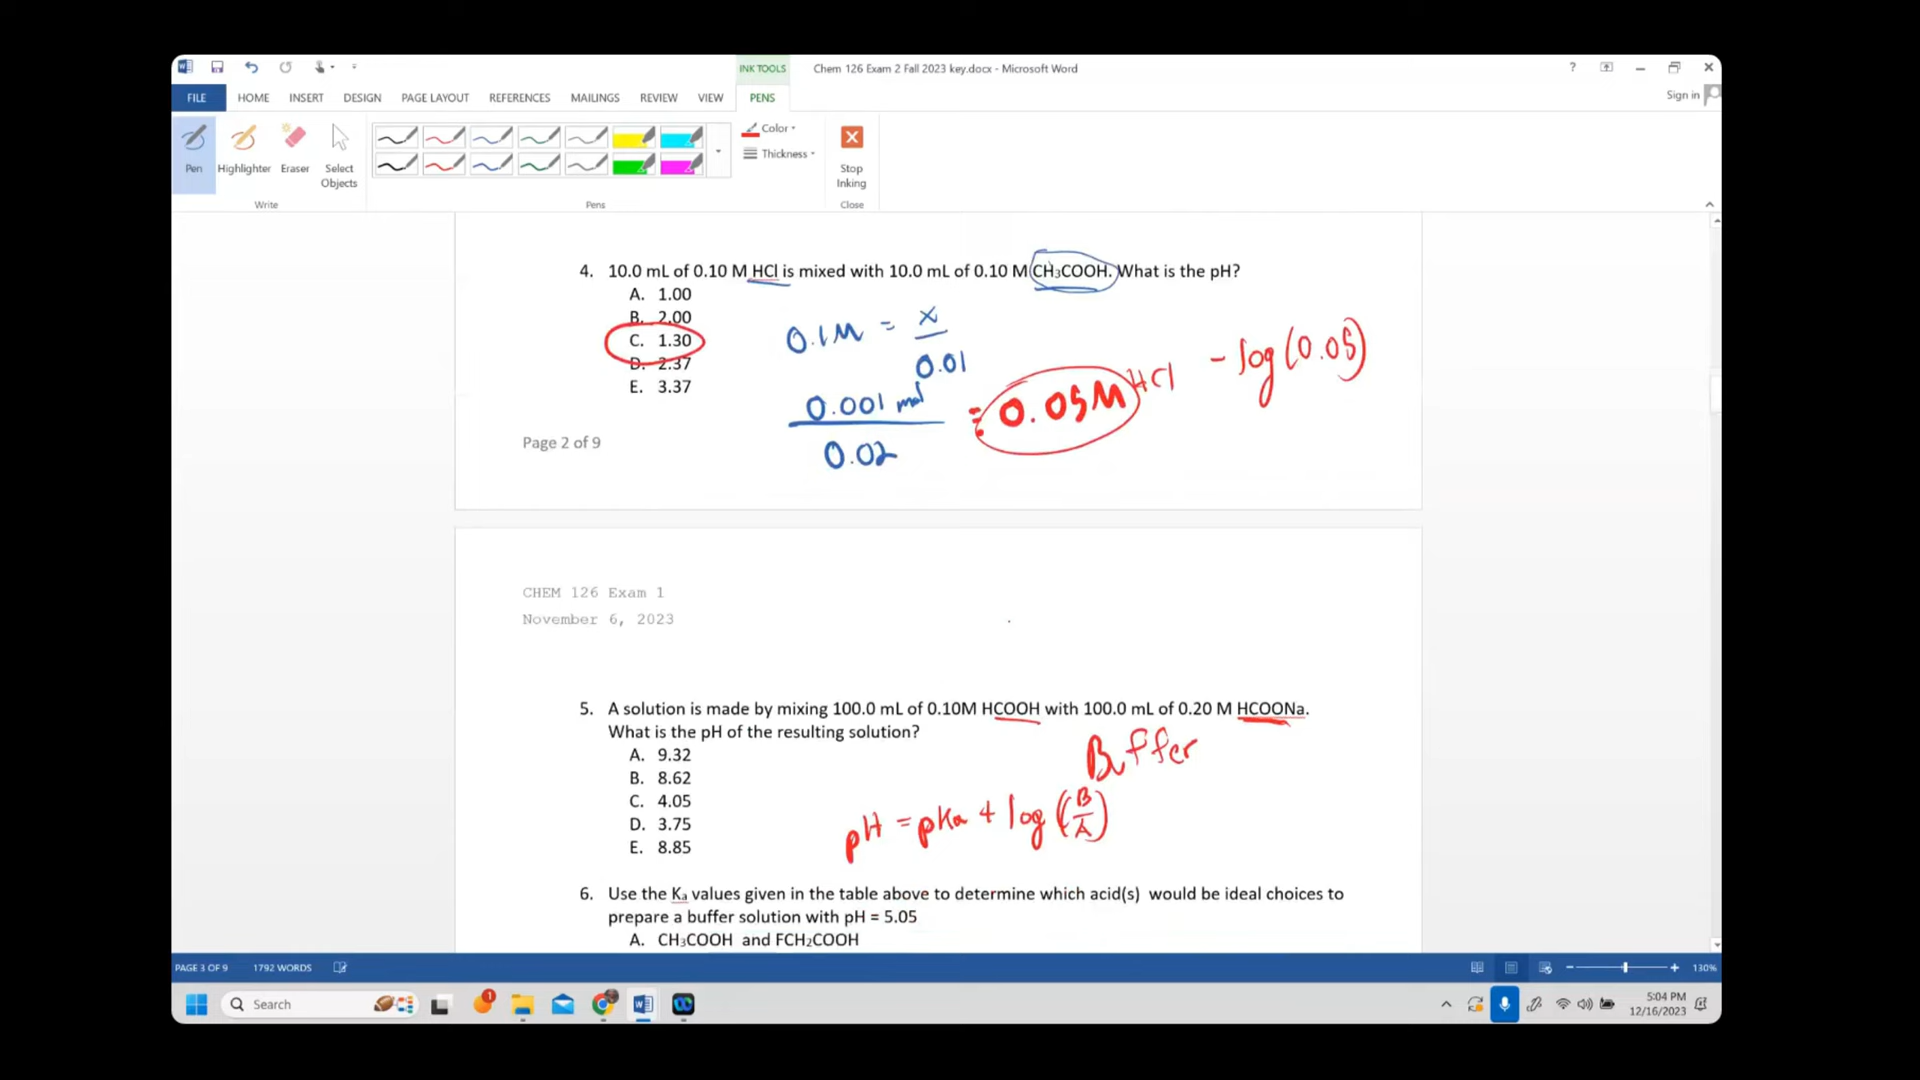 INK TOOLS
Chem 126 Exam 2 Fall 2023 key.docx - Microsoft Word
?
FILE HOME INSERT DESIGN PAGE LAYOUT REFERENCES MAILINGS REVIEW VIEW PENS
Sign in
Color
Thickness
Pen Highlighter Eraser Select Objects
Stop Inking
Write Pens Close
4. 10.0 mL of 0.10 M HCl is mixed with 10.0 mL of 0.10 M CH₃COOH. What is the pH?
A. 1.00
B. 2.00
C. 1.30
D. 2.37
E. 3.37
0.1M = x
0.01
0.001 mol
0.02
= 0.05M HCl
- log(0.05)
Page 2 of 9
CHEM 126 Exam 1
November 6, 2023
5. A solution is made by mixing 100.0 mL of 0.10M HCOOH with 100.0 mL of 0.20 M HCOONa.
What is the pH of the resulting solution?
A. 9.32
B. 8.62
C. 4.05
D. 3.75
E. 8.85
Buffer
pH = pKa + log (B/A)
6. Use the Ka values given in the table above to determine which acid(s) would be ideal choices to
prepare a buffer solution with pH = 5.05
A. CH₃COOH and FCH₂COOH
PAGE 3 OF 9 1792 WORDS 130%
Search
1
5:04 PM
12/16/2023